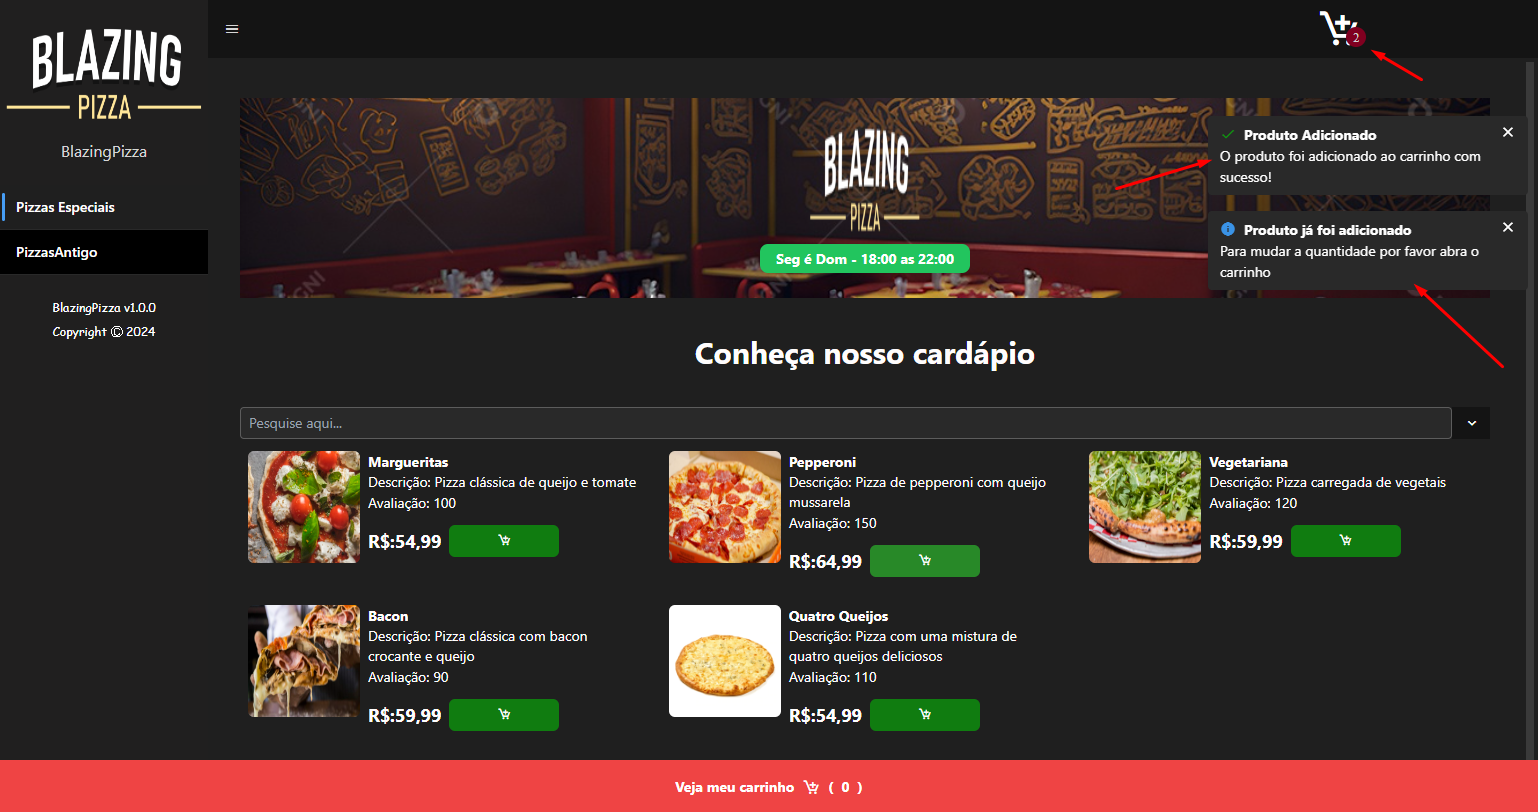 BLAZING
PIZZA
BlazingPizza
Pizzas Especiais
PizzasAntigo
BlazingPizza v1.0.0
Copyright © 2024
2
BLAZING
PIZZA
Seg é Dom - 18:00 as 22:00
Produto Adicionado
O produto foi adicionado ao carrinho com
sucesso!
Produto já foi adicionado
Para mudar a quantidade por favor abra o
carrinho
Conheça nosso cardápio
Pesquise aqui...
Margueritas
Descrição: Pizza clássica de queijo e tomate
Avaliação: 100
R$:54,99
Pepperoni
Descrição: Pizza de pepperoni com queijo
mussarela
Avaliação: 150
R$:64,99
Vegetariana
Descrição: Pizza carregada de vegetais
Avaliação: 120
R$:59,99
Bacon
Descrição: Pizza clássica com bacon
crocante e queijo
Avaliação: 90
R$:59,99
Quatro Queijos
Descrição: Pizza com uma mistura de
quatro queijos deliciosos
Avaliação: 110
R$:54,99
Veja meu carrinho ( 0 )